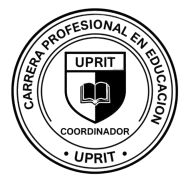 CARRERA PROFESIONAL EN EDUCACION
UPRIT
COORDINADOR
• UPRIT •